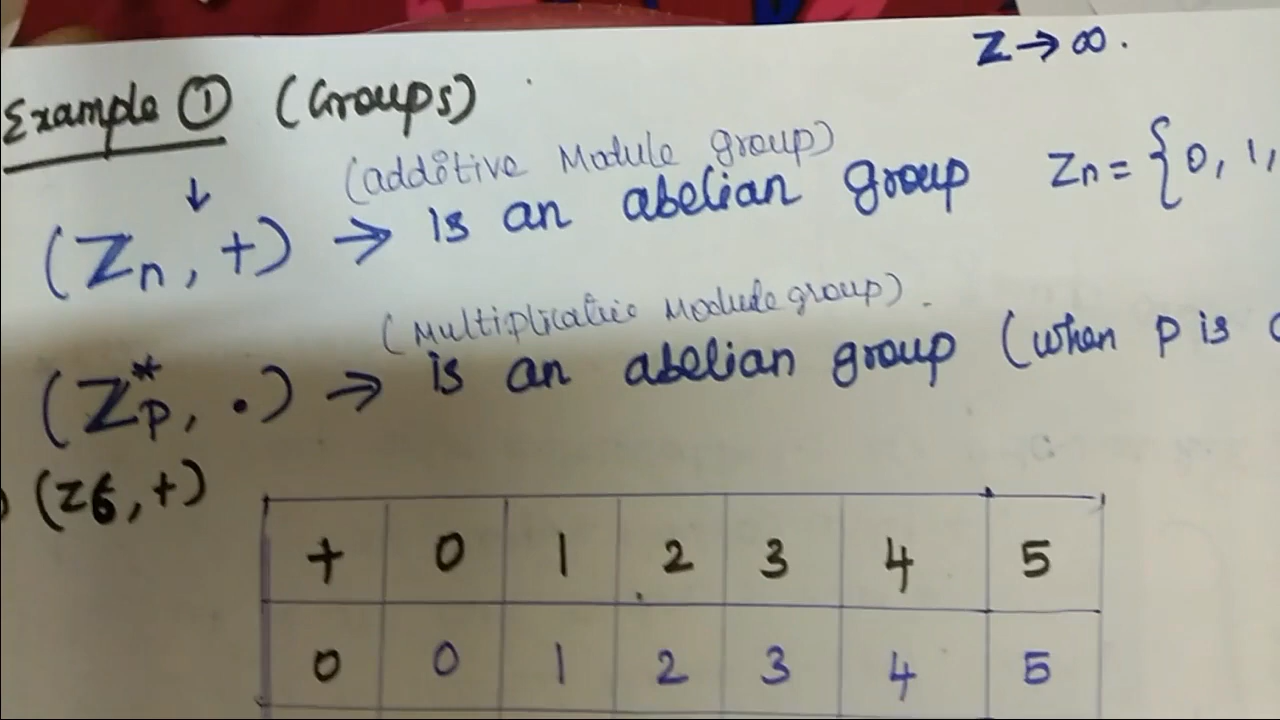 Z → ∞.
Example ① (Groups)
(additive Module group)
(Zn, +) → is an abelian group Zn = {0, 1,
(Multiplicative Module group).
(Z*p, ·) → is an abelian group (when p is
(Z6, +)
+ 0 1 2 3 4 5
0 0 1 2 3 4 5